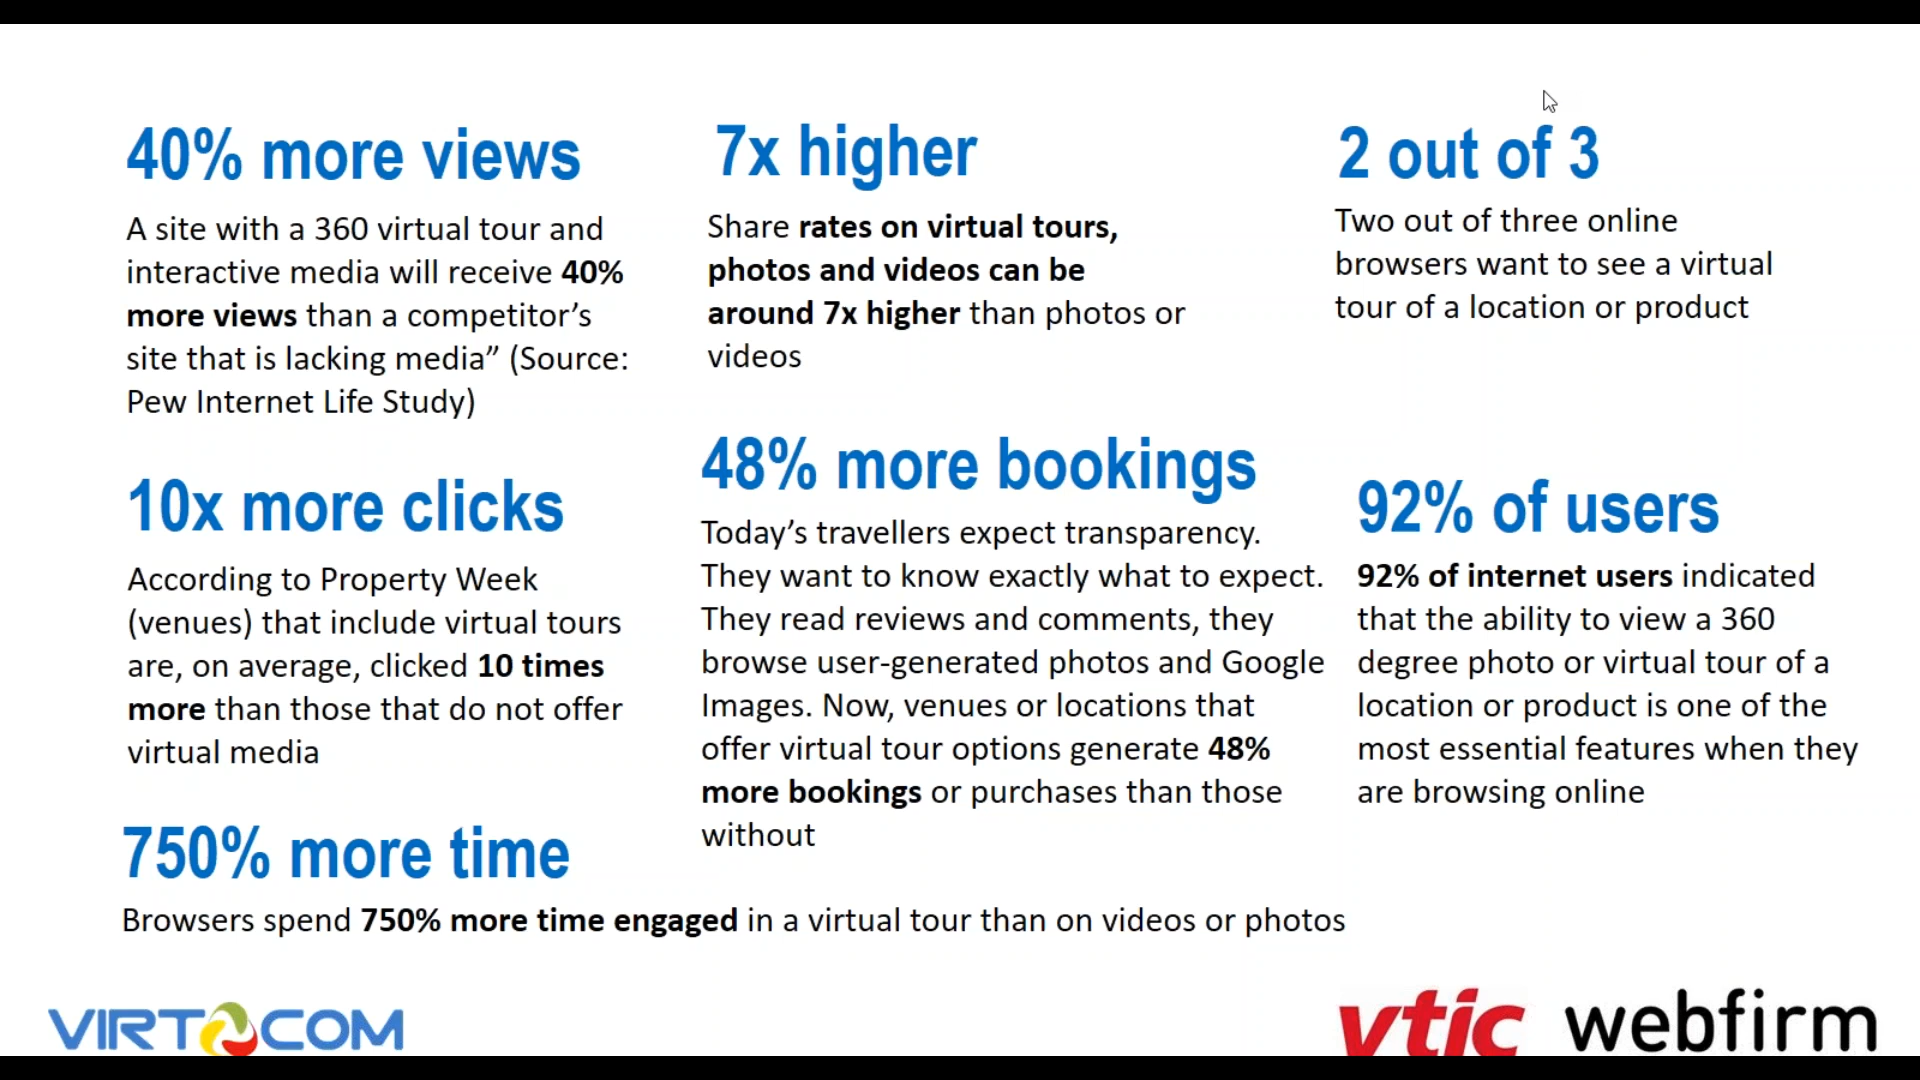 40% more views
A site with a 360 virtual tour and
interactive media will receive 40%
more views than a competitor’s
site that is lacking media” (Source:
Pew Internet Life Study)
7x higher
Share rates on virtual tours,
photos and videos can be
around 7x higher than photos or
videos
2 out of 3
Two out of three online
browsers want to see a virtual
tour of a location or product
10x more clicks
According to Property Week
(venues) that include virtual tours
are, on average, clicked 10 times
more than those that do not offer
virtual media
48% more bookings
Today’s travellers expect transparency.
They want to know exactly what to expect.
They read reviews and comments, they
browse user-generated photos and Google
Images. Now, venues or locations that
offer virtual tour options generate 48%
more bookings or purchases than those
without
92% of users
92% of internet users indicated
that the ability to view a 360
degree photo or virtual tour of a
location or product is one of the
most essential features when they
are browsing online
750% more time
Browsers spend 750% more time engaged in a virtual tour than on videos or photos
VIRTOCOM
vtic
webfirm